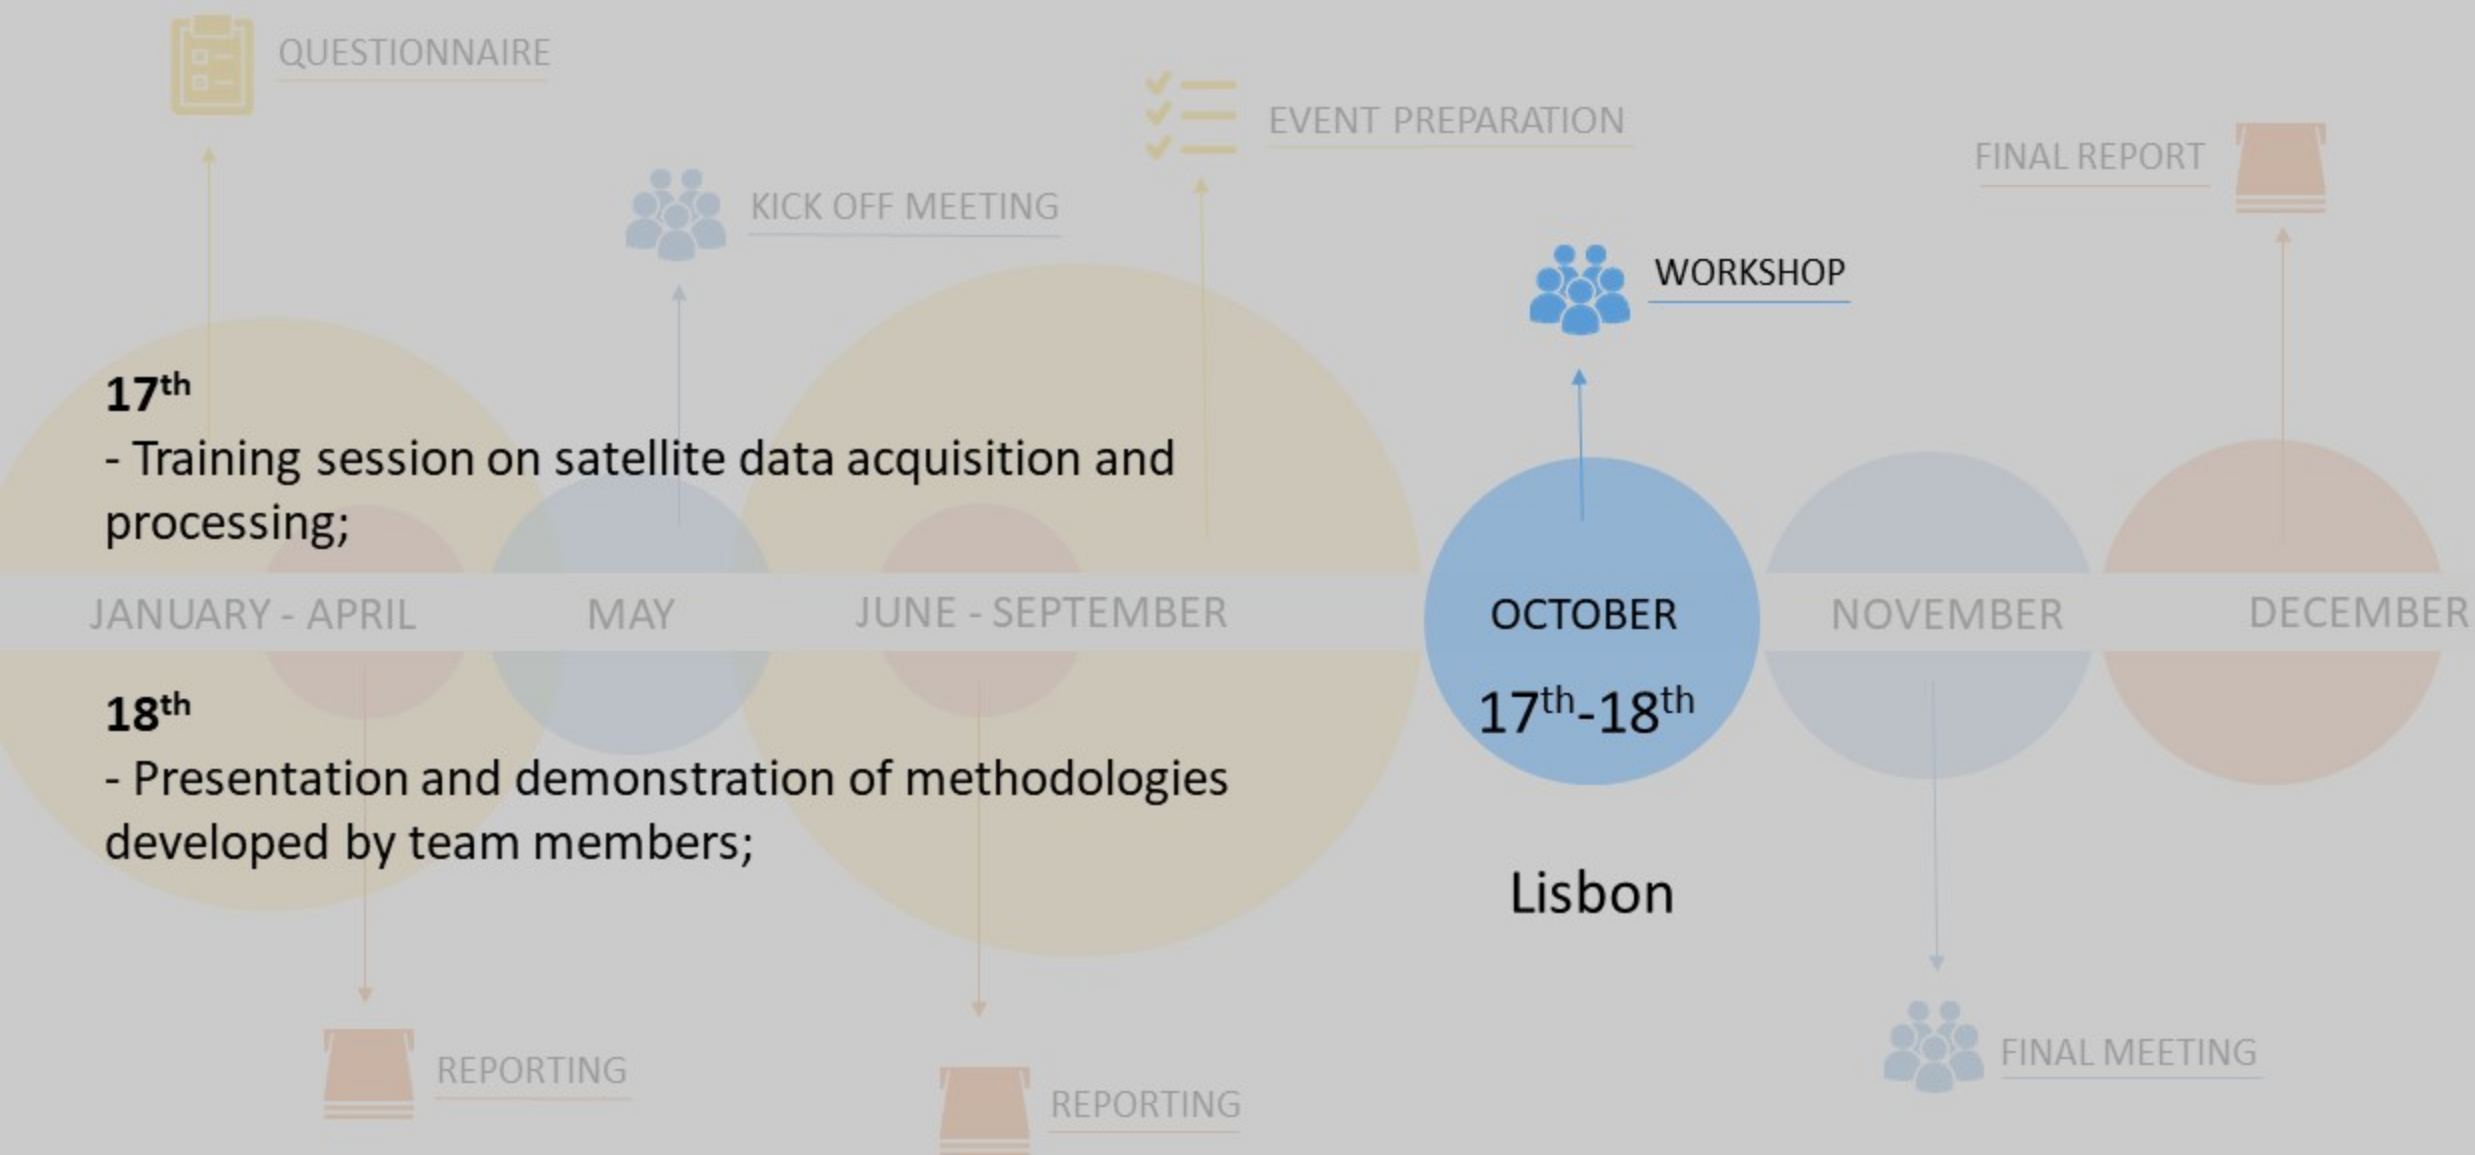 QUESTIONNAIRE
EVENT PREPARATION
FINAL REPORT
KICK OFF MEETING
WORKSHOP
17th
- Training session on satellite data acquisition and
processing;
JANUARY - APRIL
MAY
JUNE - SEPTEMBER
OCTOBER
NOVEMBER
DECEMBER
17th-18th
18th
- Presentation and demonstration of methodologies
developed by team members;
Lisbon
REPORTING
REPORTING
FINAL MEETING